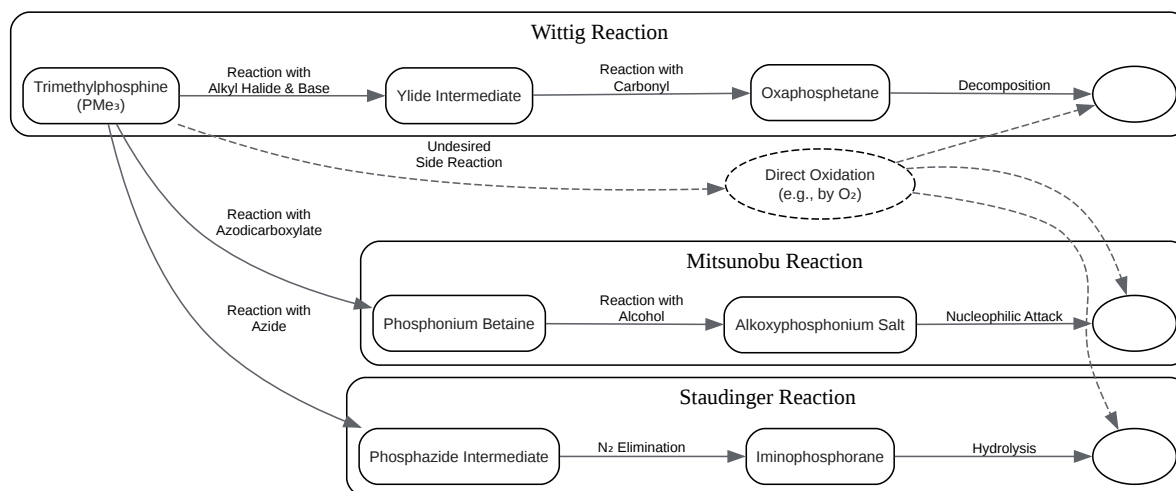 Wittig Reaction
Trimethylphosphine
(PMe₃)
Reaction with
Alkyl Halide & Base
Ylide Intermediate
Reaction with
Carbonyl
Oxaphosphetane
Decomposition
Undesired
Side Reaction
Direct Oxidation
(e.g., by O₂)
Reaction with
Azodicarboxylate
Mitsunobu Reaction
Phosphonium Betaine
Reaction with
Alcohol
Alkoxyphosphonium Salt
Nucleophilic Attack
Reaction with
Azide
Staudinger Reaction
Phosphazide Intermediate
N₂ Elimination
Iminophosphorane
Hydrolysis